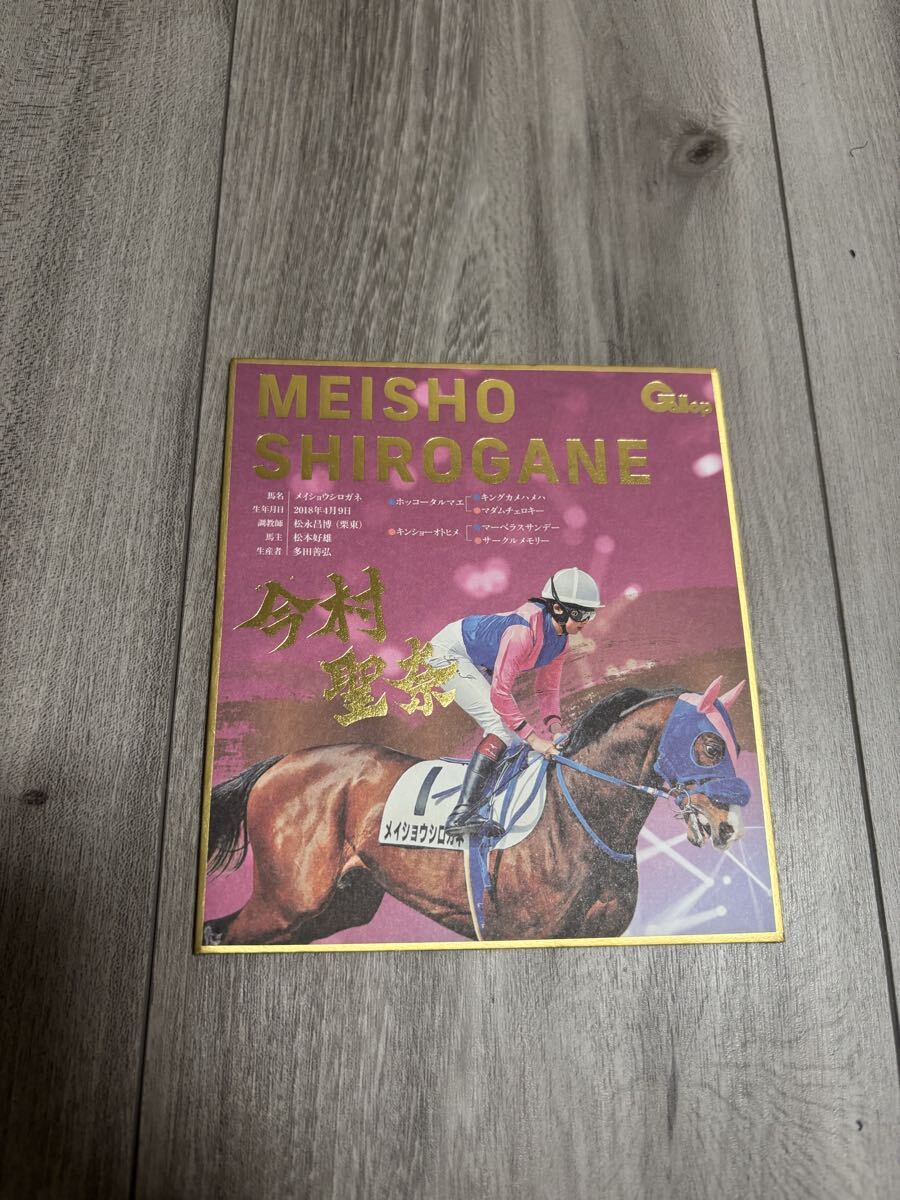 MEISHO
SHIROGANE
Gallop
馬名 メイショウシロガネ
生年月日 2018年4月9日
調教師 松永昌博（栗東）
馬主 松本好雄
生産者 多田善弘
ホッコータルマエ
キングカメハメハ
マダムチェロキー
キンショーオトヒメ
マーベラスサンデー
サークルメモリー
今村
聖奈
1
メイショウシロガネ